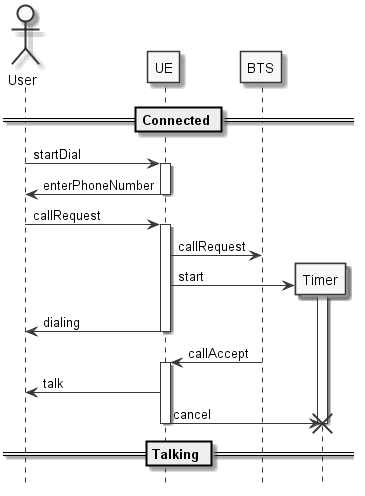 User
UE
BTS
Connected
startDial
enterPhoneNumber
callRequest
callRequest
start
Timer
dialing
callAccept
talk
cancel
Talking